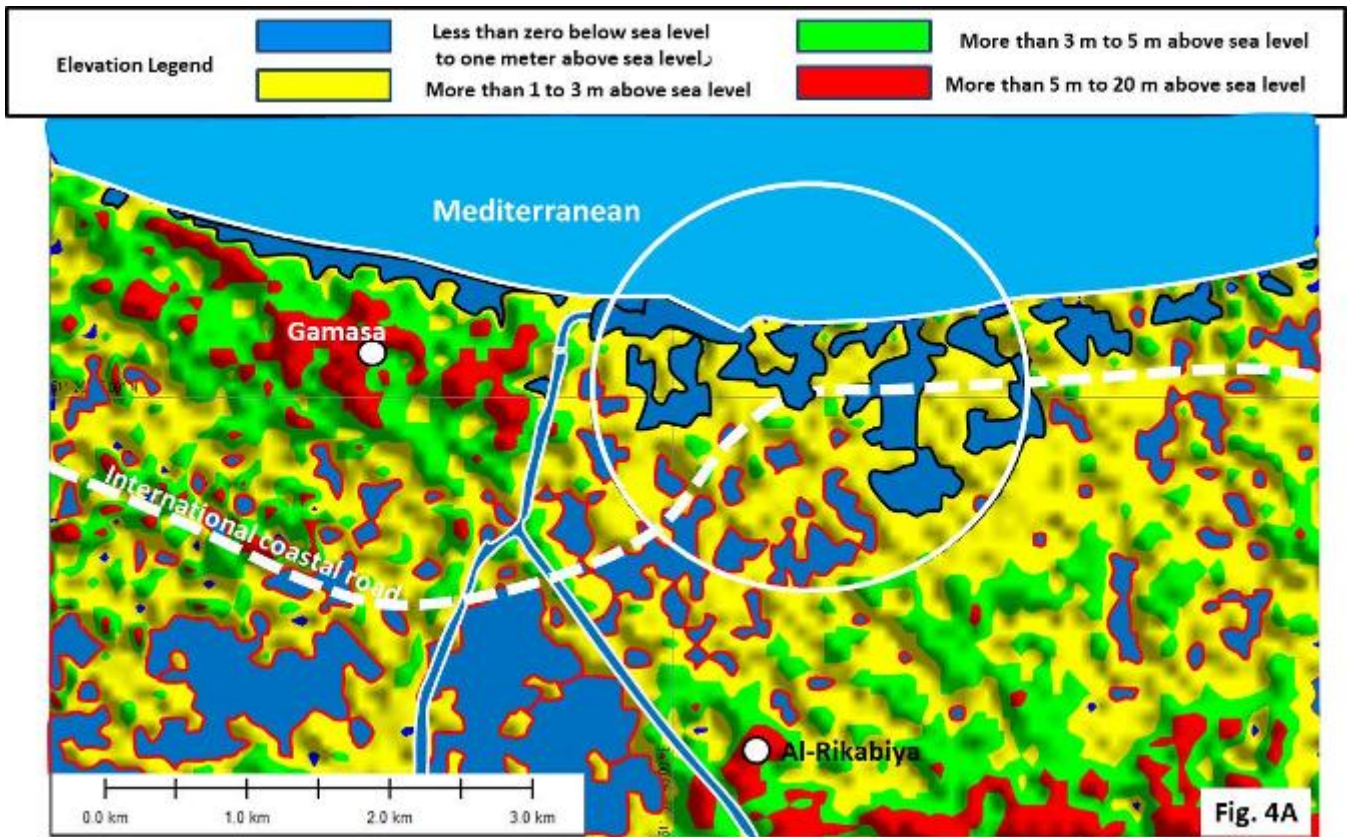 Elevation Legend
Less than zero below sea level
to one meter above sea levelد
More than 1 to 3 m above sea level
More than 3 m to 5 m above sea level
More than 5 m to 20 m above sea level
Mediterranean
Gamasa
International coastal road
Al-Rikabiya
0.0 km 1.0 km 2.0 km 3.0 km
Fig. 4A